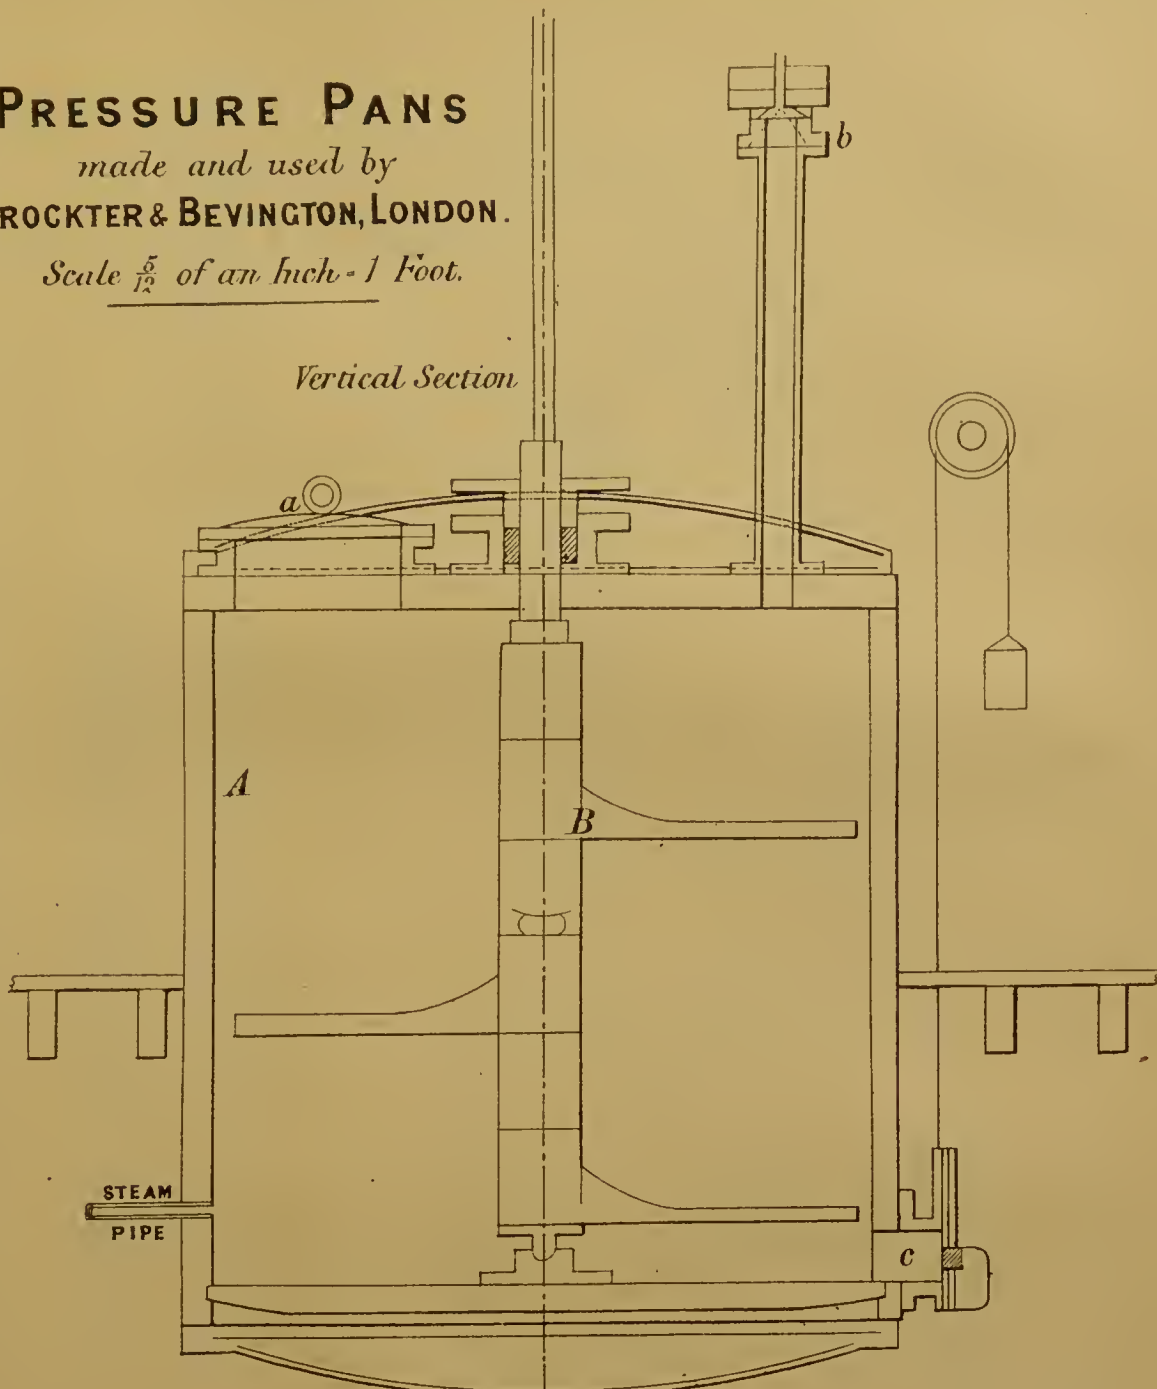 PRESSURE PANS
made and used by
ROCKTER & BEVINGTON, LONDON.
Scale 5/12 of an Inch = 1 Foot.
Vertical Section
b
a
A
B
STEAM
PIPE
c